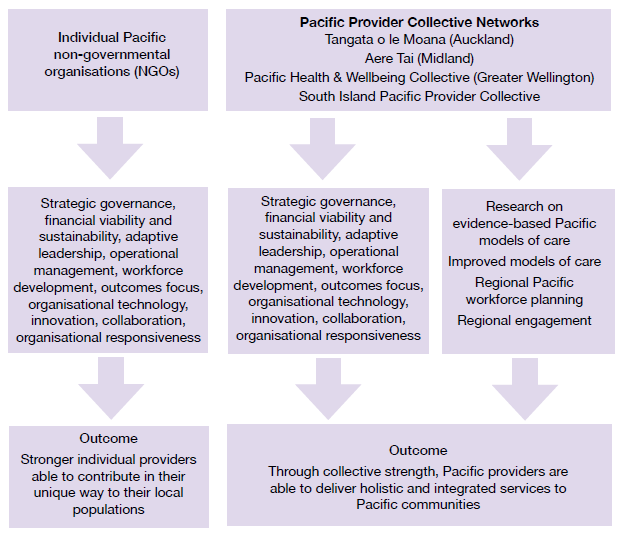 Individual Pacific
non-governmental
organisations (NGOs)
Pacific Provider Collective Networks
Tangata o le Moana (Auckland)
Aere Tai (Midland)
Pacific Health & Wellbeing Collective (Greater Wellington)
South Island Pacific Provider Collective
Strategic governance,
financial viability and
sustainability, adaptive
leadership, operational
management, workforce
development, outcomes focus,
organisational technology,
innovation, collaboration,
organisational responsiveness
Strategic governance,
financial viability and
sustainability, adaptive
leadership, operational
management, workforce
development, outcomes focus,
organisational technology,
innovation, collaboration,
organisational responsiveness
Research on
evidence-based Pacific
models of care
Improved models of care
Regional Pacific
workforce planning
Regional engagement
Outcome
Stronger individual providers
able to contribute in their
unique way to their local
populations
Outcome
Through collective strength, Pacific providers are
able to deliver holistic and integrated services to
Pacific communities